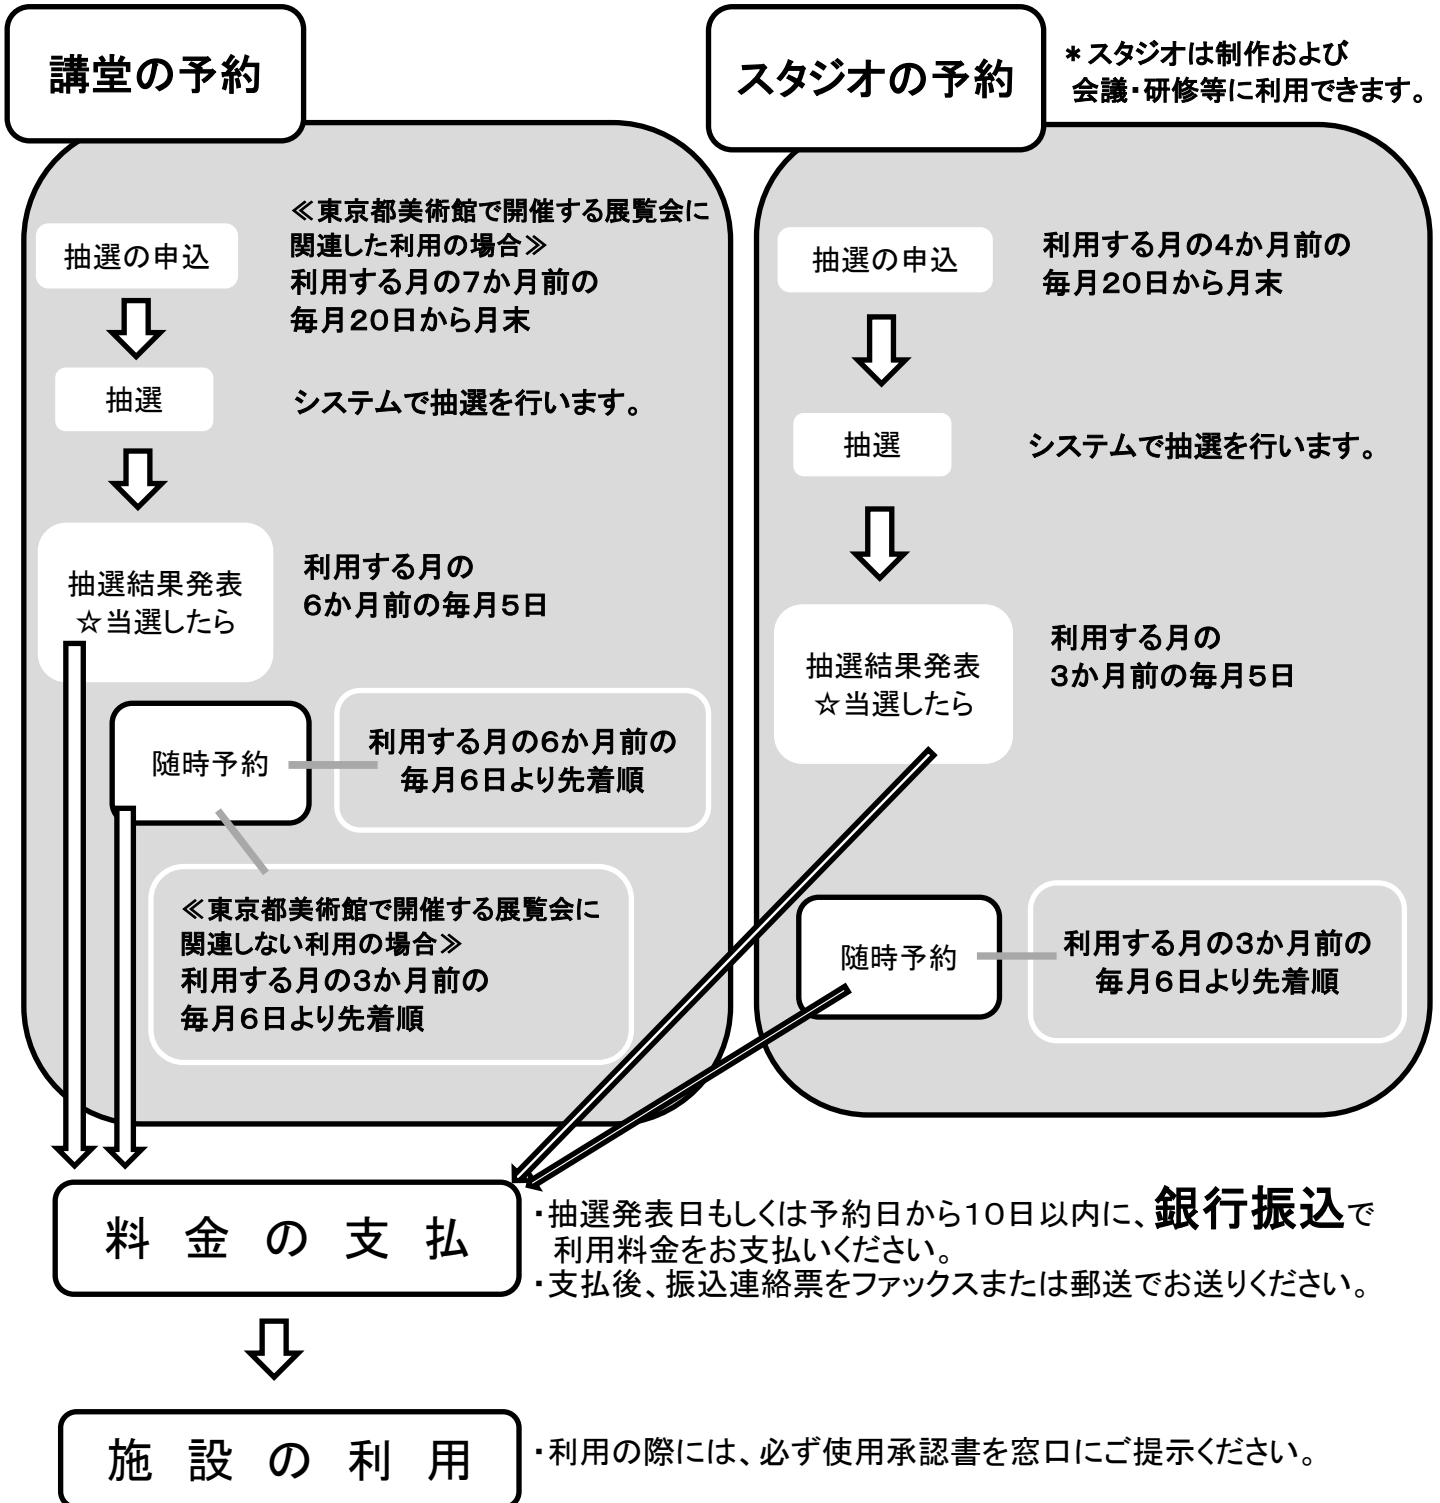 講堂の予約
≪東京都美術館で開催する展覧会に
関連した利用の場合≫
抽選の申込
利用する月の７か月前の
毎月２０日から月末
抽選
システムで抽選を行います。
抽選結果発表
☆当選したら
利用する月の
６か月前の毎月５日
随時予約
利用する月の６か月前の
毎月６日より先着順
≪東京都美術館で開催する展覧会に
関連しない利用の場合≫
利用する月の３か月前の
毎月６日より先着順
スタジオの予約
＊スタジオは制作および
会議・研修等に利用できます。
抽選の申込
利用する月の４か月前の
毎月２０日から月末
抽選
システムで抽選を行います。
抽選結果発表
☆当選したら
利用する月の
３か月前の毎月５日
随時予約
利用する月の３か月前の
毎月６日より先着順
料金の支払
・抽選発表日もしくは予約日から１０日以内に、銀行振込で
利用料金をお支払いください。
・支払後、振込連絡票をファックスまたは郵送でお送りください。
施設の利用
・利用の際には、必ず使用承認書を窓口にご提示ください。